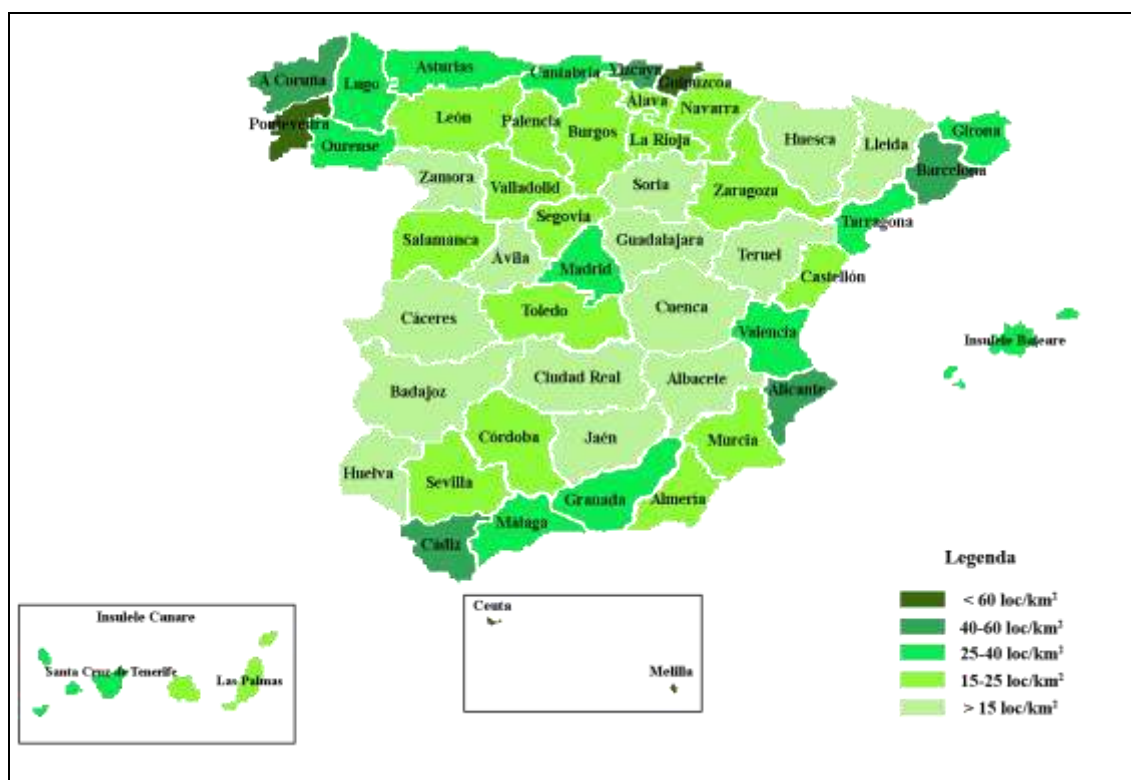 A Coruña
Lugo
Asturias
Cantabria
Vizcaya
Guipuzcoa
Pontevedra
Ourense
León
Palencia
Burgos
Álava
Navarra
La Rioja
Huesca
Lleida
Girona
Barcelona
Zamora
Valladolid
Soria
Zaragoza
Tarragona
Salamanca
Segovia
Ávila
Guadalajara
Teruel
Madrid
Castellón
Cáceres
Toledo
Cuenca
Valencia
Insulele Baleare
Badajoz
Ciudad Real
Albacete
Alicante
Córdoba
Jaén
Murcia
Huelva
Sevilla
Granada
Almería
Málaga
Cádiz
Legenda
< 60 loc/km²
40-60 loc/km²
25-40 loc/km²
15-25 loc/km²
> 15 loc/km²
Insulele Canare
Santa Cruz de Tenerife
Las Palmas
Ceuta
Melilla